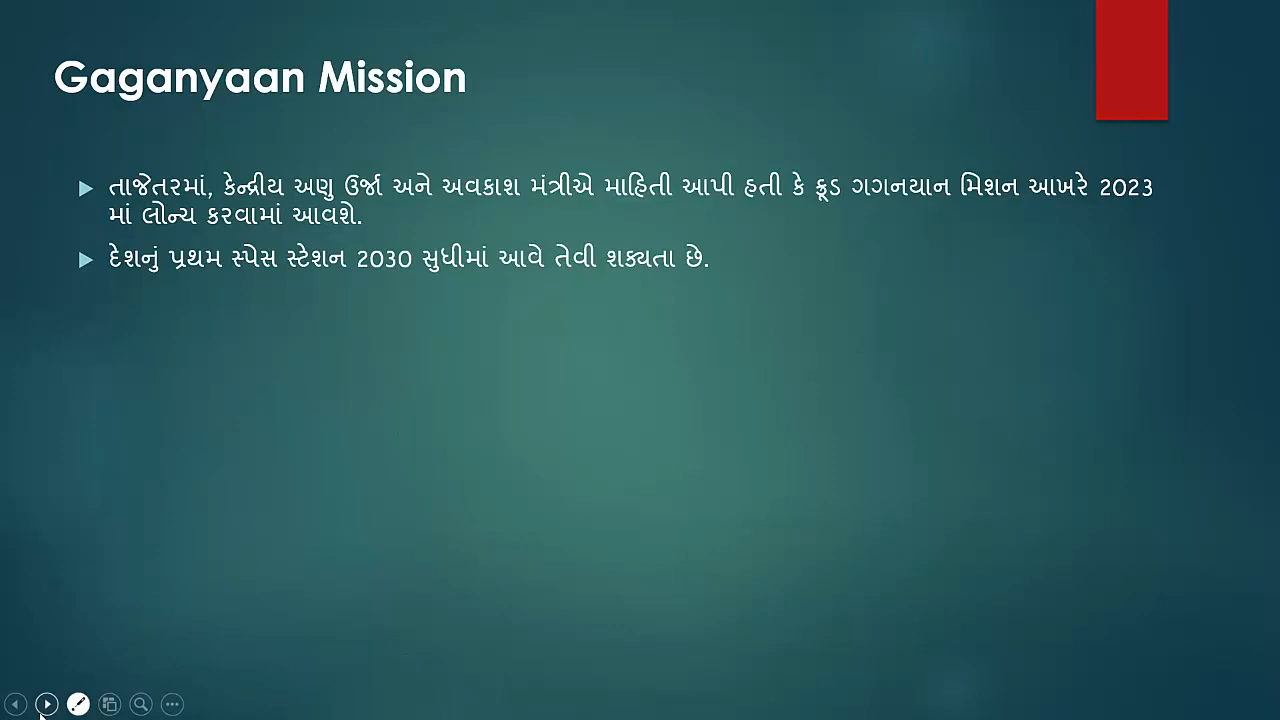 Gaganyaan Mission
તાજેતરમાં, કેન્દ્રીય અણુ ઉર્જા અને અવકાશ મંત્રીએ માહિતી આપી હતી કે ક્રૂડ ગગનયાન મિશન આખરે 2023
માં લોન્ચ કરવામાં આવશે.
દેશનું પ્રથમ સ્પેસ સ્ટેશન 2030 સુધીમાં આવે તેવી શક્યતા છે.